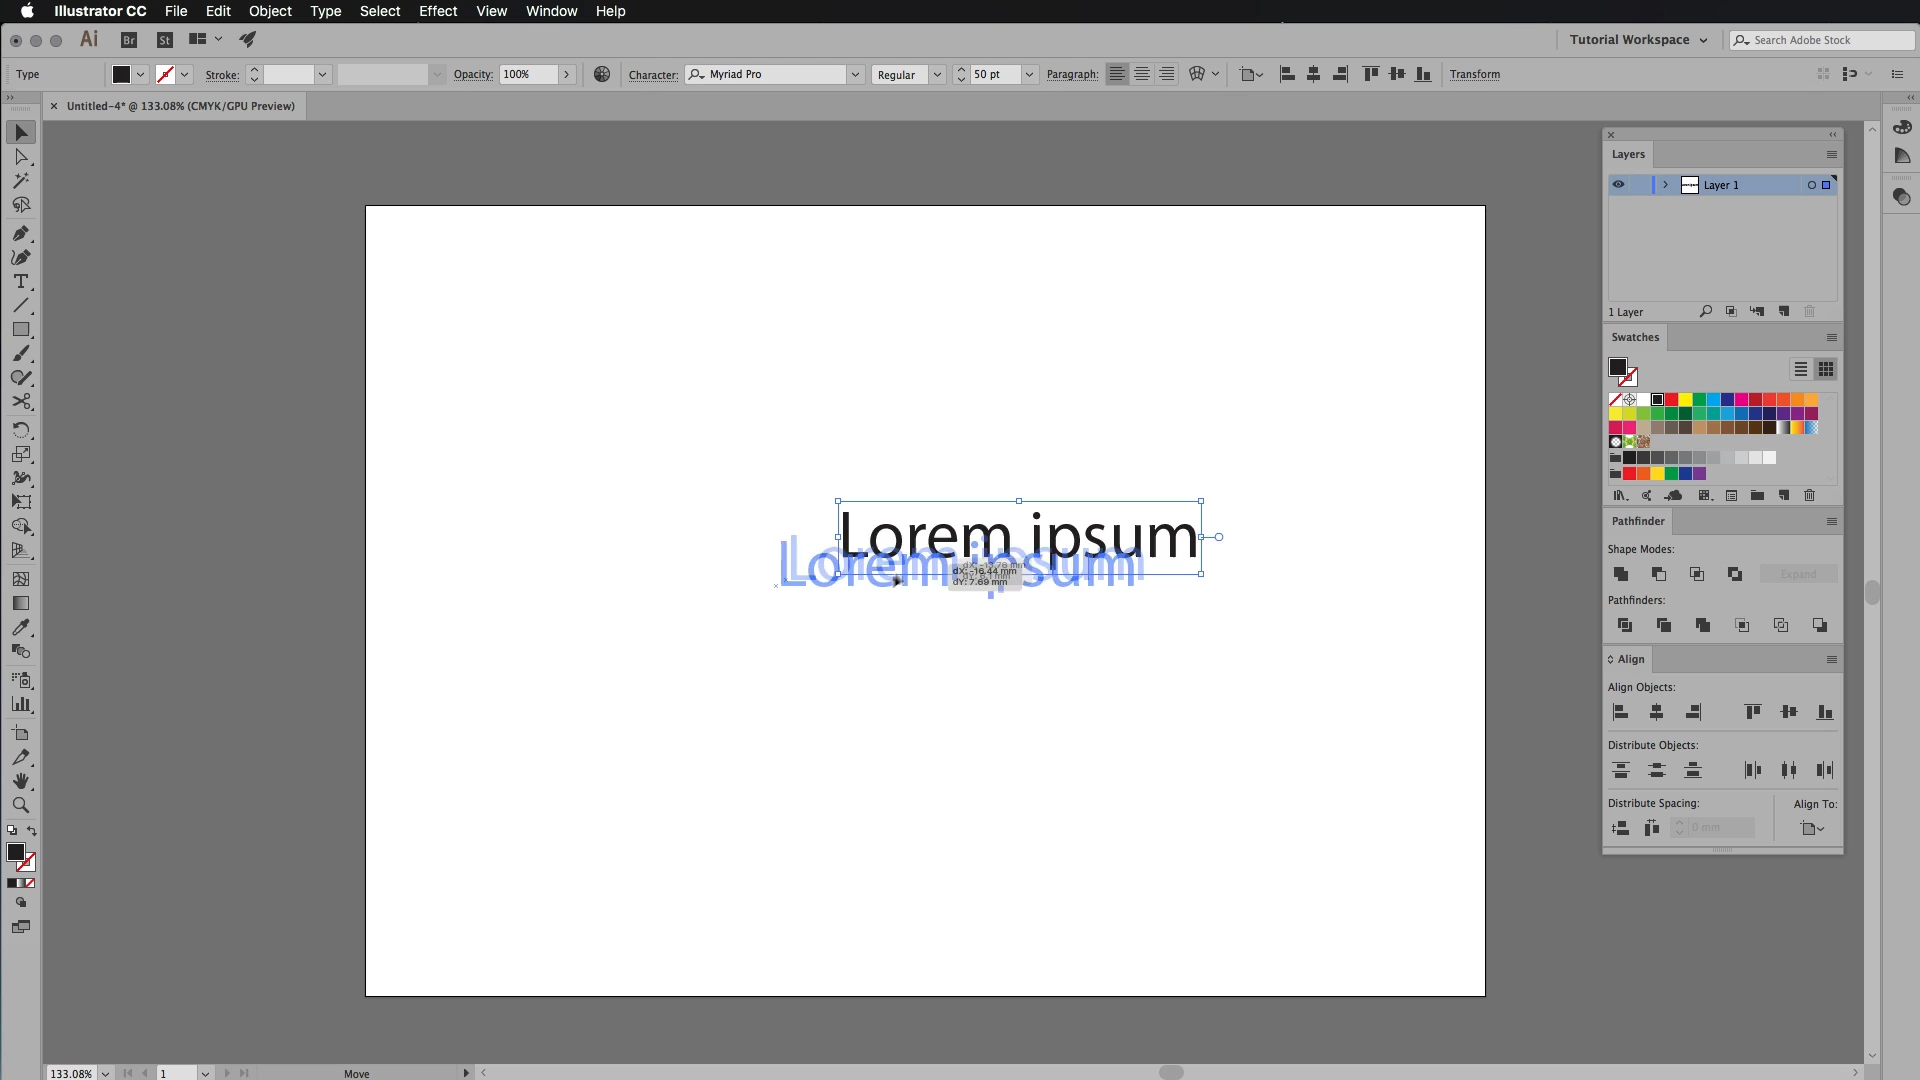 Illustrator CC File Edit Object Type Select Effect View Window Help
Ai Br St Tutorial Workspace Search Adobe Stock
Type Stroke: Opacity: 100% Character: Myriad Pro Regular 50 pt Paragraph: Transform
Untitled-4* @ 133.08% (CMYK/GPU Preview)
Layers
Layer 1
1 Layer
Swatches
Lorem ipsum
Lorem ipsum
dX: -16.44 mm
dY: 7.69 mm
Pathfinder
Shape Modes:
Expand
Pathfinders:
Align
Align Objects:
Distribute Objects:
Distribute Spacing: Align To:
0 mm
133.08% 1 Move